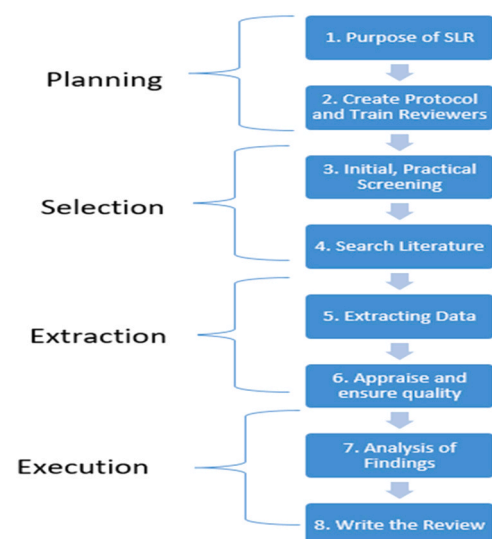 Planning
1. Purpose of SLR
2. Create Protocol
and Train Reviewers
Selection
3. Initial, Practical
Screening
4. Search Literature
Extraction
5. Extracting Data
6. Appraise and
ensure quality
Execution
7. Analysis of
Findings
8. Write the Review